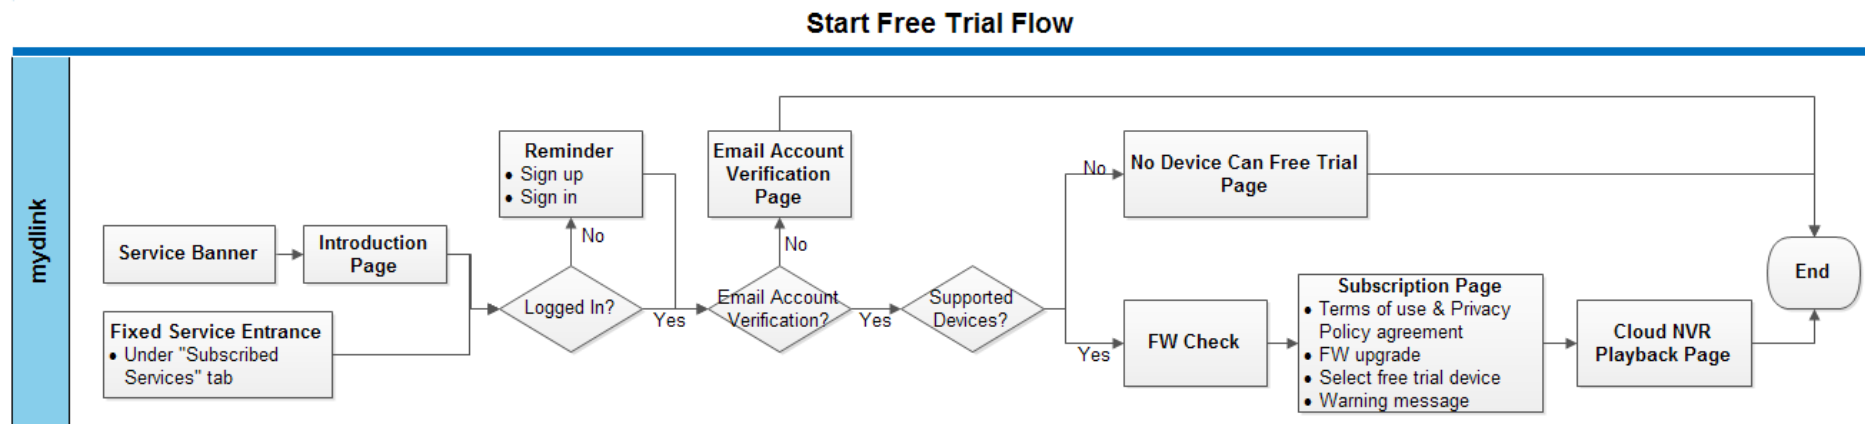 Start Free Trial Flow
mydlink
Service Banner
Introduction
Page
Fixed Service Entrance
• Under "Subscribed
Services" tab
Reminder
• Sign up
• Sign in
No
Logged In?
Yes
Email Account
Verification
Page
No
Email Account
Verification?
Yes
Supported
Devices?
No
No Device Can Free Trial
Page
Yes
FW Check
Subscription Page
• Terms of use & Privacy
Policy agreement
• FW upgrade
• Select free trial device
• Warning message
Cloud NVR
Playback Page
End